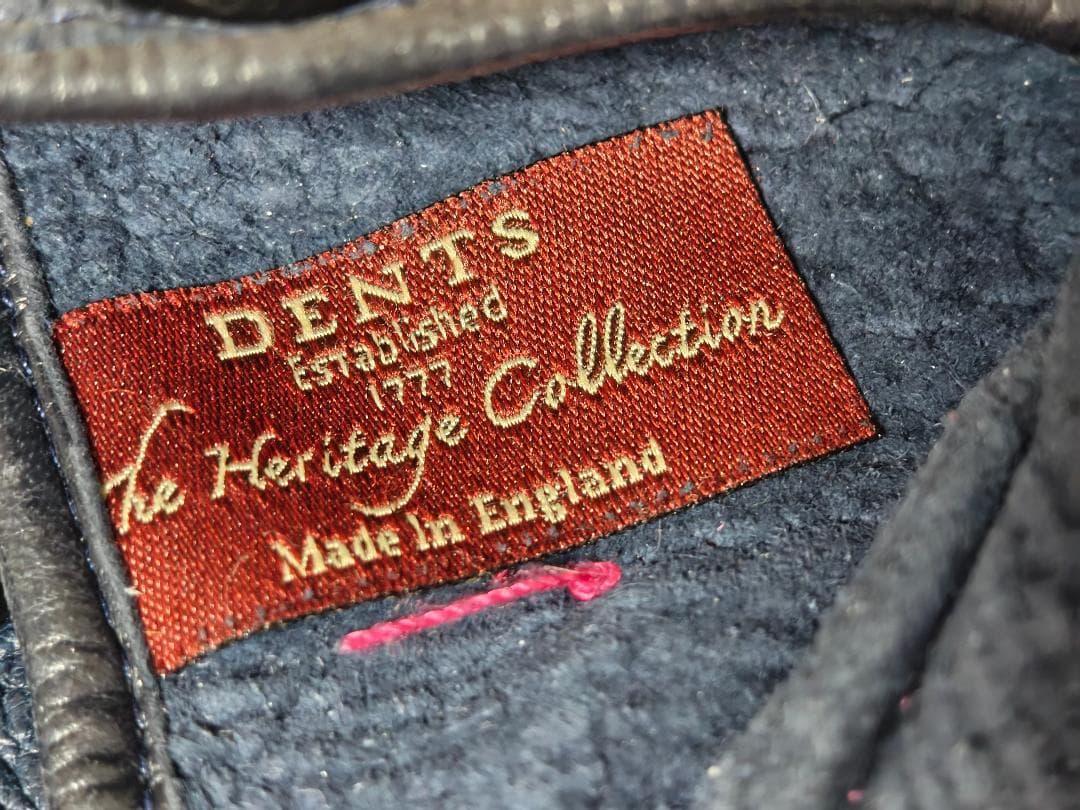 DENTS
Established
1777
The Heritage Collection
Made In England